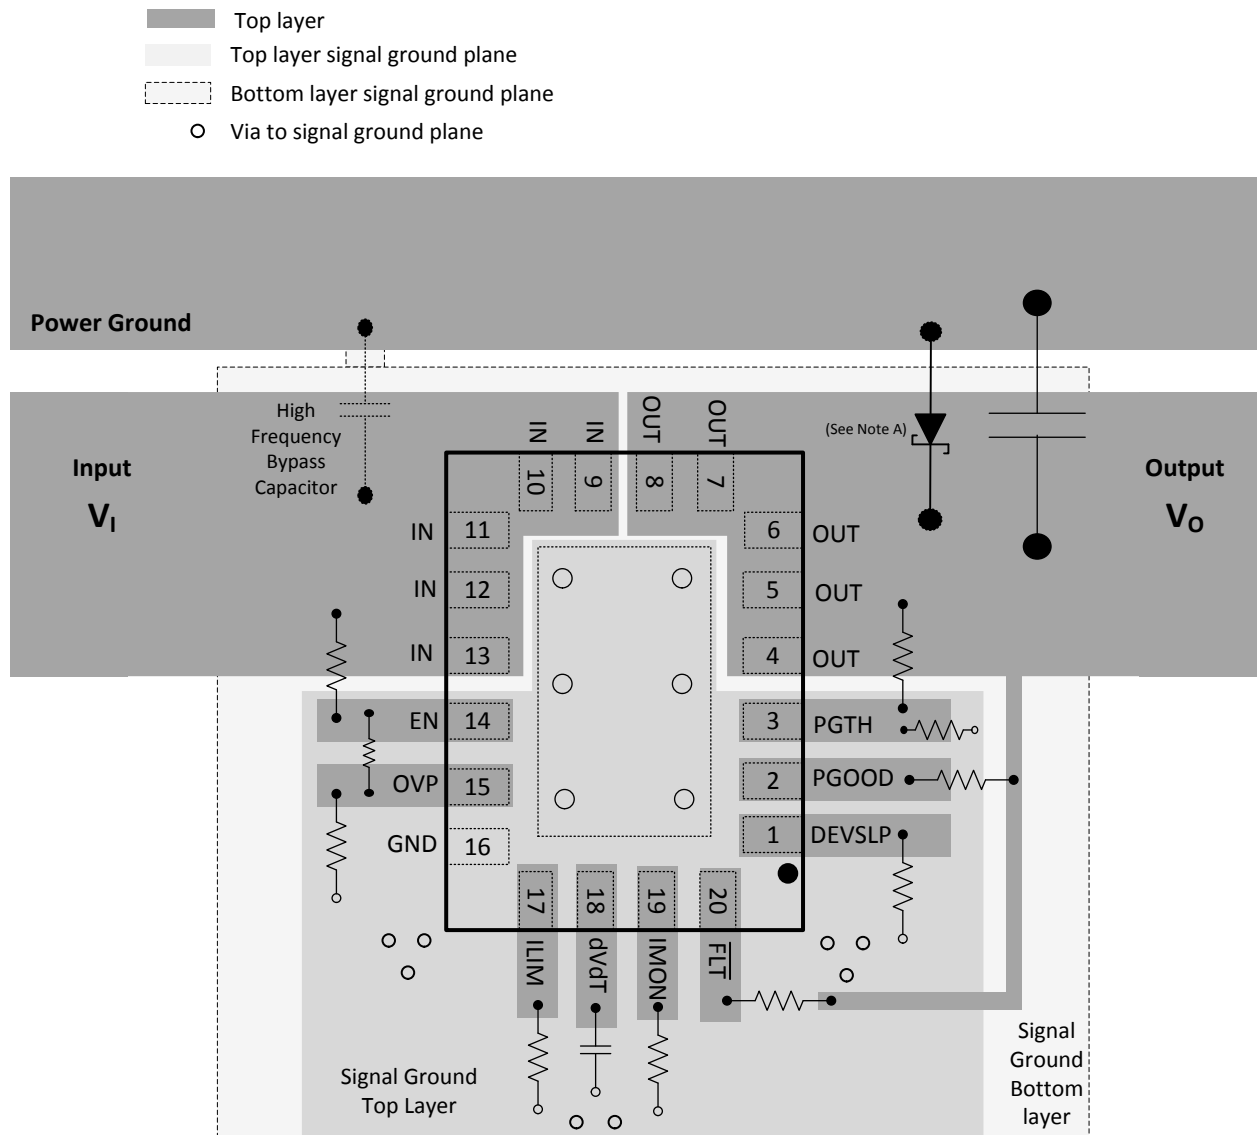 Top layer
Top layer signal ground plane
Bottom layer signal ground plane
Via to signal ground plane
Power Ground
High
Frequency
Bypass
Capacitor
(See Note A)
Input
V_I
Output
V_O
IN
IN
OUT
OUT
10
9
8
7
IN
11
6
OUT
IN
12
5
OUT
IN
13
4
OUT
EN
14
3
PGTH
OVP
15
2
PGOOD
GND
16
1
DEVSLP
17
18
19
20
ILIM
dVdT
IMON
FLT
Signal Ground
Top Layer
Signal
Ground
Bottom
layer